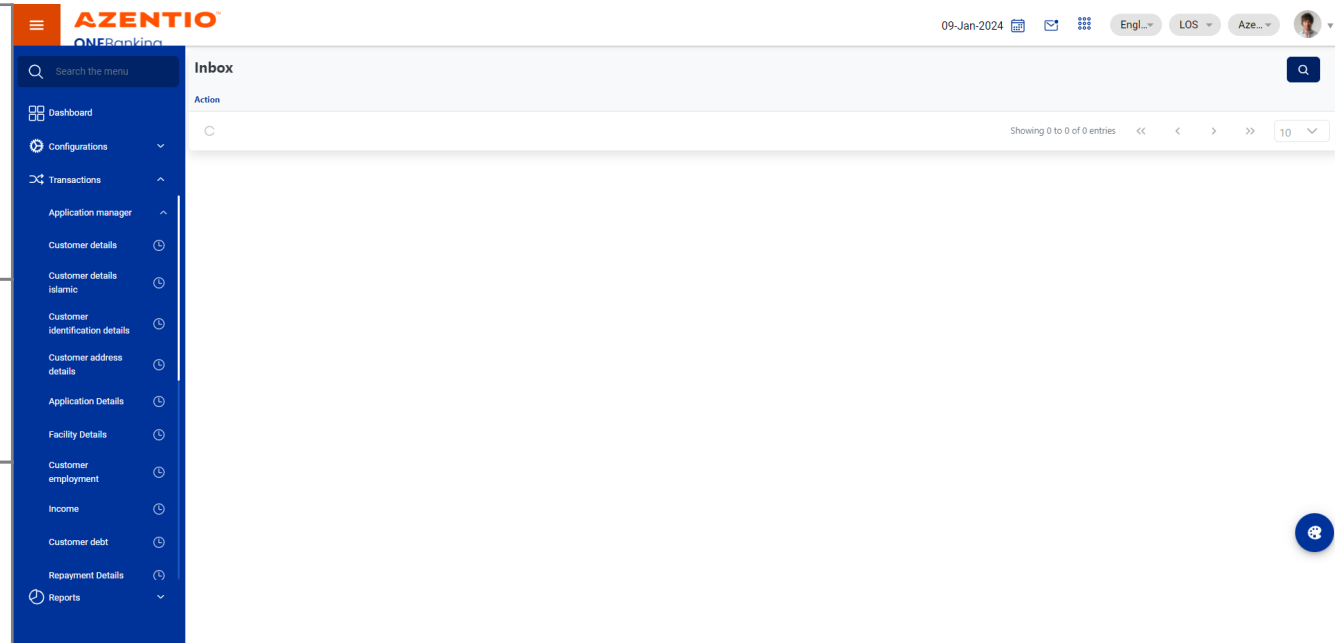 AZENTIO
ONEBanking
09-Jan-2024
Engl...
LOS
Aze...
Search the menu
Dashboard
Configurations
Transactions
Application manager
Customer details
Customer details
islamic
Customer
identification details
Customer address
details
Application Details
Facility Details
Customer
employment
Income
Customer debt
Repayment Details
Reports
Inbox
Action
Showing 0 to 0 of 0 entries
10